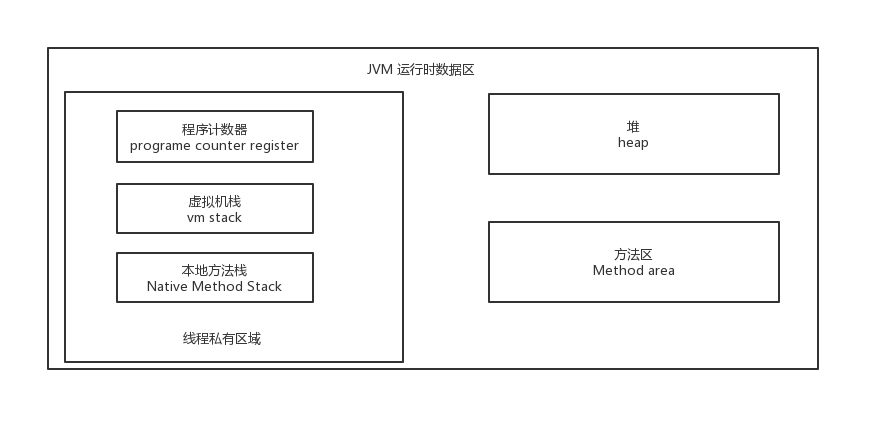 JVM 运行时数据区
程序计数器
programe counter register
虚拟机栈
vm stack
本地方法栈
Native Method Stack
线程私有区域
堆
heap
方法区
Method area